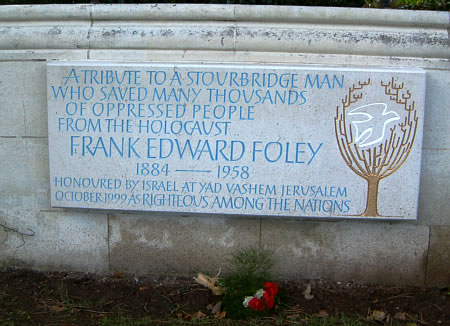 A TRIBUTE TO A STOURBRIDGE MAN
WHO SAVED MANY THOUSANDS
OF OPPRESSED PEOPLE
FROM THE HOLOCAUST
FRANK EDWARD FOLEY
1884 — 1958
HONOURED BY ISRAEL AT YAD VASHEM JERUSALEM
OCTOBER 1999 AS RIGHTEOUS AMONG THE NATIONS